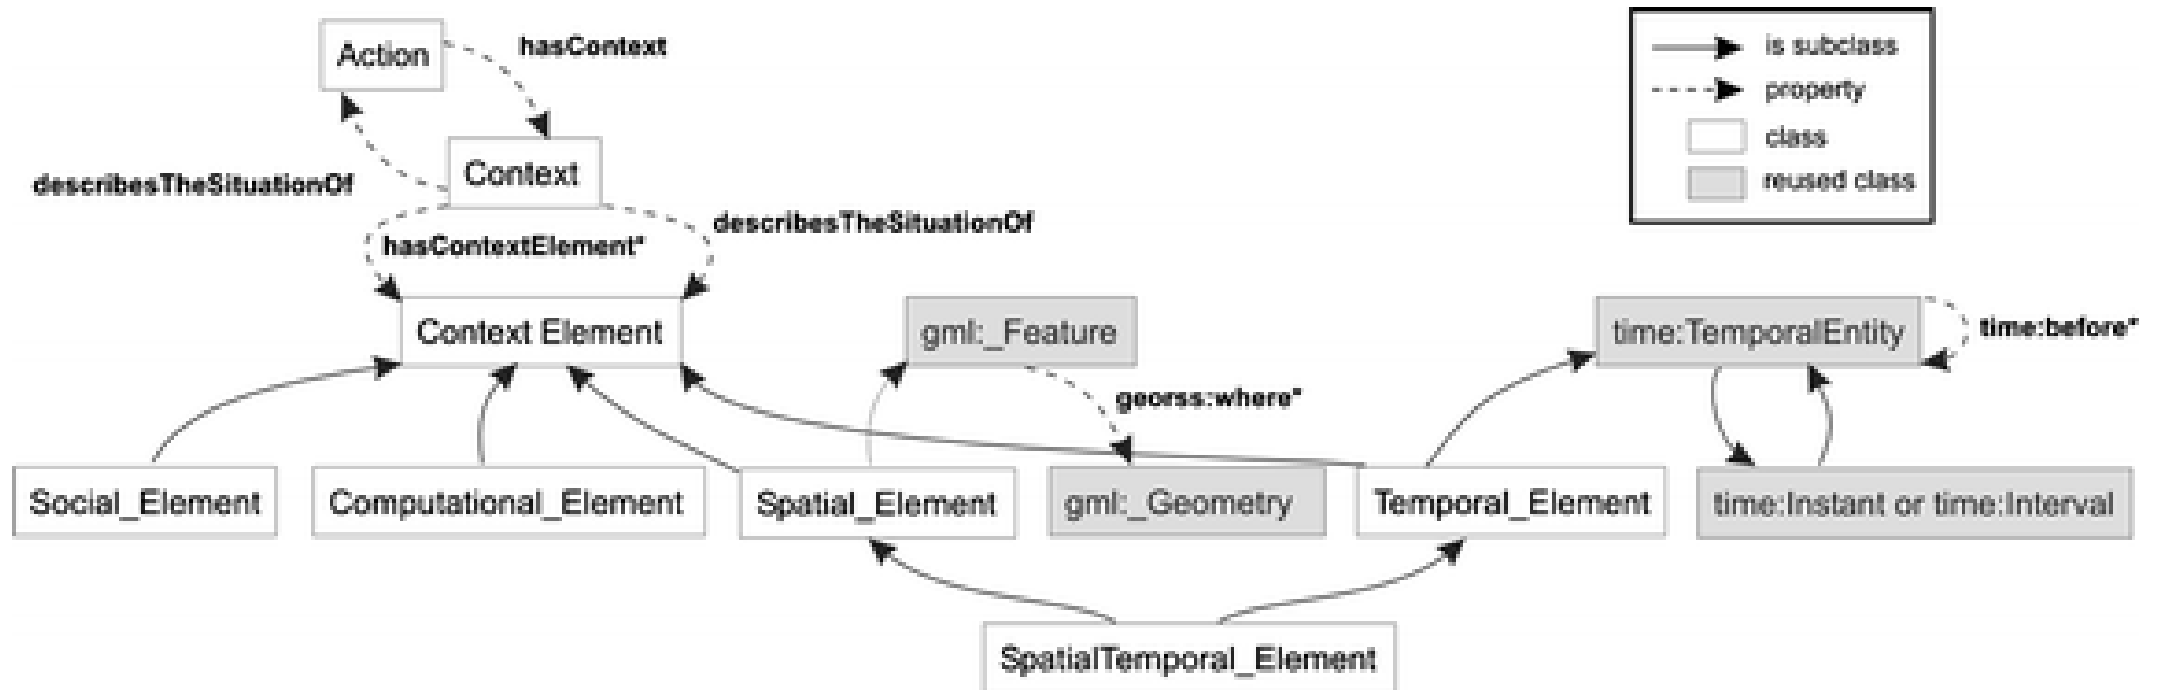 Action
hasContext
is subclass
property
class
reused class
Context
describesTheSituationOf
describesTheSituationOf
hasContextElement*
Context Element
gml:_Feature
time:TemporalEntity
time:before*
georss:where*
Social_Element
Computational_Element
Spatial_Element
gml:_Geometry
Temporal_Element
time:Instant or time:Interval
SpatialTemporal_Element